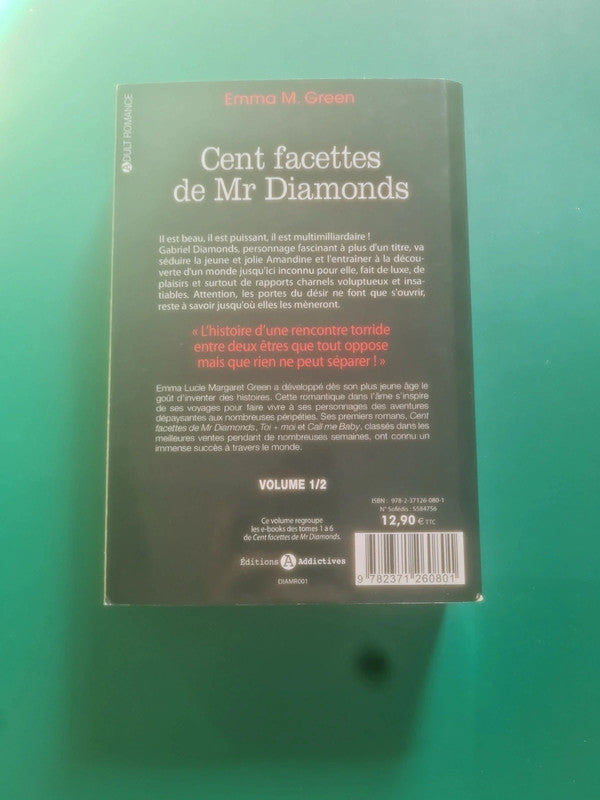 ADULT ROMANCE
Emma M. Green
Cent facettes
de Mr Diamonds
Il est beau, il est puissant, il est multimilliardaire !
Gabriel Diamonds, personnage fascinant à plus d'un titre, va
séduire la jeune et jolie Amandine et l'entraîner à la décou-
verte d'un monde jusqu'ici inconnu pour elle, fait de luxe, de
plaisirs et surtout de rapports charnels voluptueux et insa-
tiables. Attention, les portes du désir ne font que s'ouvrir,
reste à savoir jusqu'où elles les mèneront.
« L'histoire d'une rencontre torride
entre deux êtres que tout oppose
mais que rien ne peut séparer ! »
Emma Lucie Margaret Green a développé dès son plus jeune âge le
goût d'inventer des histoires. Cette romantique dans l'âme s'inspire
de ses voyages pour faire vivre à ses personnages des aventures
dépaysantes aux nombreuses péripéties. Ses premiers romans, Cent
facettes de Mr Diamonds, Toi + moi et Call me Baby, classés dans les
meilleures ventes pendant de nombreuses semaines, ont connu un
immense succès à travers le monde.
VOLUME 1/2
Ce volume regroupe
les e-books des tomes 1 à 6
de Cent facettes de Mr Diamonds.
Éditions A Addictives
DIAMR001
ISBN : 978-2-37126-080-1
N° Sofédis : 5584756
12,90 € TTC
9 782371 260801